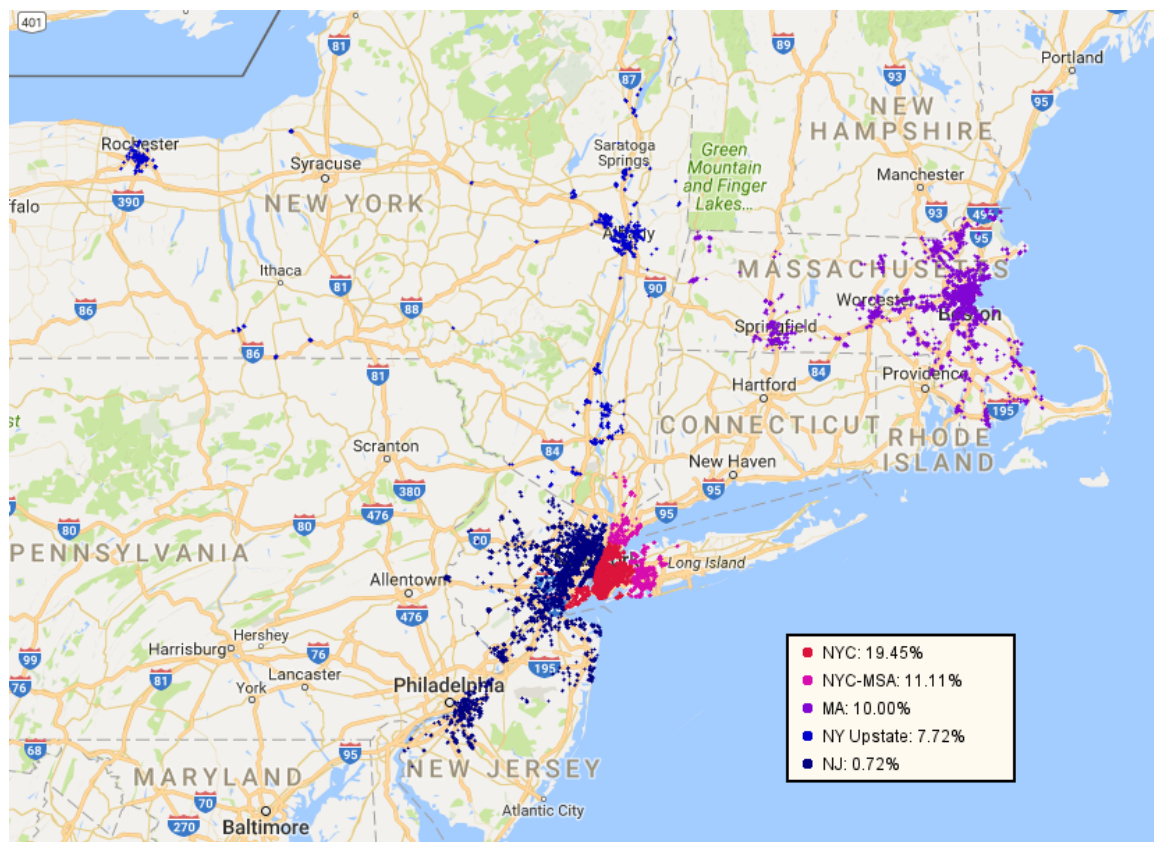 401
81
87
89
93
Portland
95
NEW
HAMPSHIRE
Rochester
Syracuse
Saratoga
Springs
Green
Mountain
and Finger
Lakes...
Manchester
390
ffalo
NEW YORK
93
495
95
Albany
Ithaca
81
90
MASSACHUSETTS
86
88
Worcester
Boston
Springfield
86
81
84
Providence
Hartford
195
CONNECTICUT
RHODE
ISLAND
st
Scranton
84
New Haven
380
95
95
476
80
80
80
PENNSYLVANIA
Long Island
Allentown
476
Hershey
Harrisburg
76
99
76
81
Lancaster
York
195
Philadelphia
68
95
MARYLAND
NEW JERSEY
70
270
Baltimore
Atlantic City
NYC: 19.45%
NYC-MSA: 11.11%
MA: 10.00%
NY Upstate: 7.72%
NJ: 0.72%